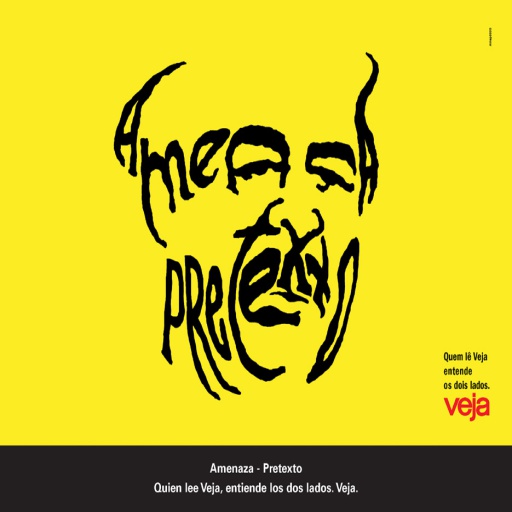 AmenazA
PReTexto
Quem lê Veja
entende
os dois lados.
veja
Amenaza - Pretexto
Quien lee Veja, entiende los dos lados. Veja.